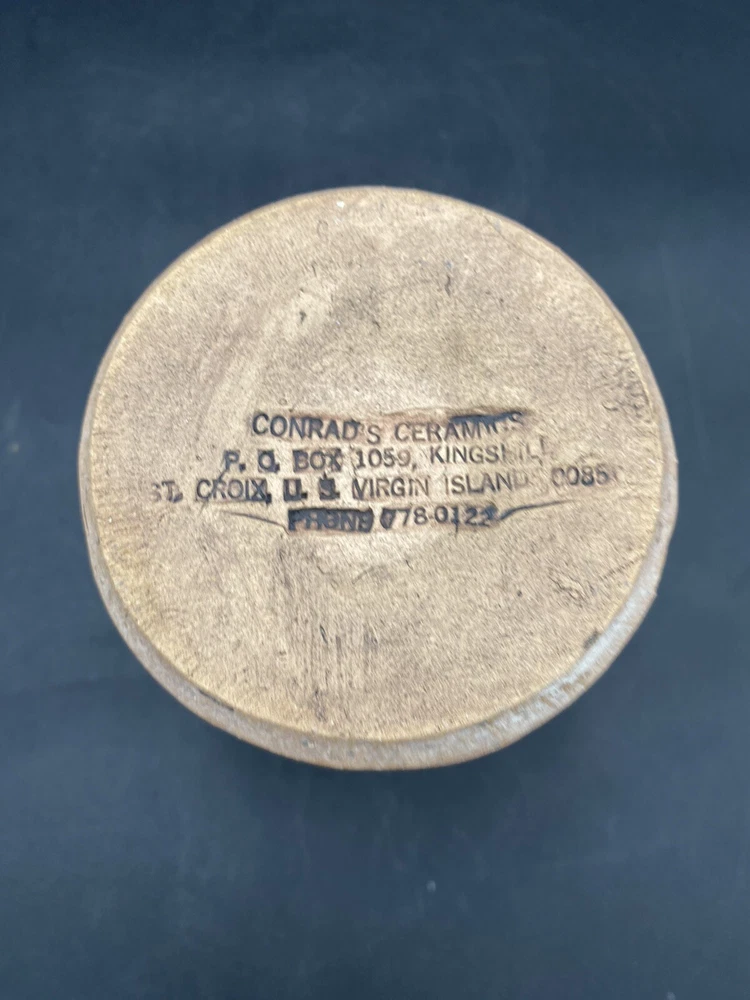 CONRAD'S CERAMICS
P. O. BOX 1059, KINGSHILL
ST. CROIX, U. S. VIRGIN ISLANDS
PHONE 778-0122